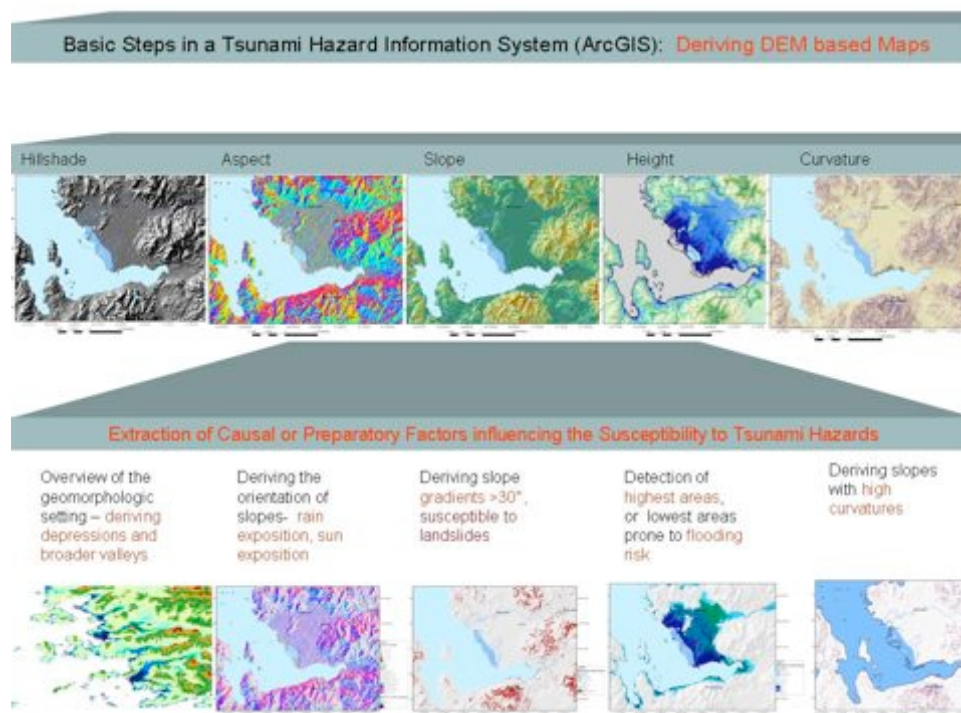 Basic Steps in a Tsunami Hazard Information System (ArcGIS): Deriving DEM based Maps
Hillshade
Aspect
Slope
Height
Curvature
Extraction of Causal or Preparatory Factors influencing the Susceptibility to Tsunami Hazards
Overview of the
geomorphologic
setting – deriving
depressions and
broader valleys
Deriving the
orientation of
slopes- rain
exposition, sun
exposition
Deriving slope
gradients >30°,
susceptible to
landslides
Detection of
highest areas,
or lowest areas
prone to flooding
risk
Deriving slopes
with high
curvatures